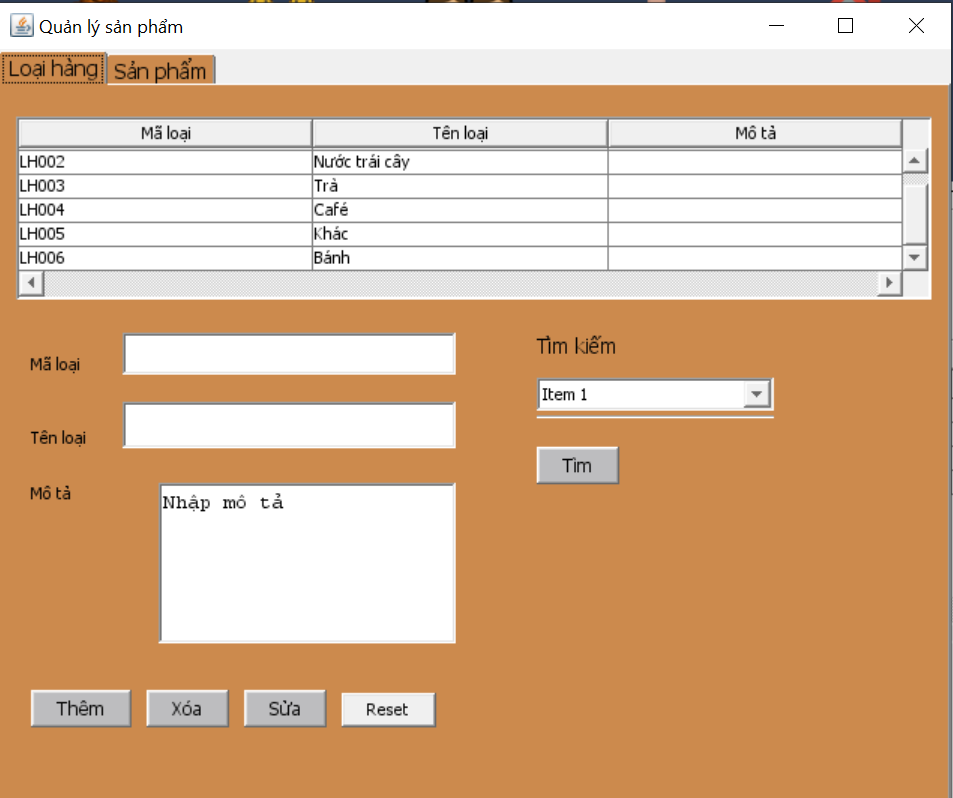 Quản lý sản phẩm
Loại hàng Sản phẩm
Mã loại Tên loại Mô tả
LH002 Nước trái cây
LH003 Trà
LH004 Café
LH005 Khác
LH006 Bánh
Mã loại
Tên loại
Mô tả
Nhập mô tả
Tìm kiếm
Item 1
Tìm
Thêm Xóa Sửa Reset